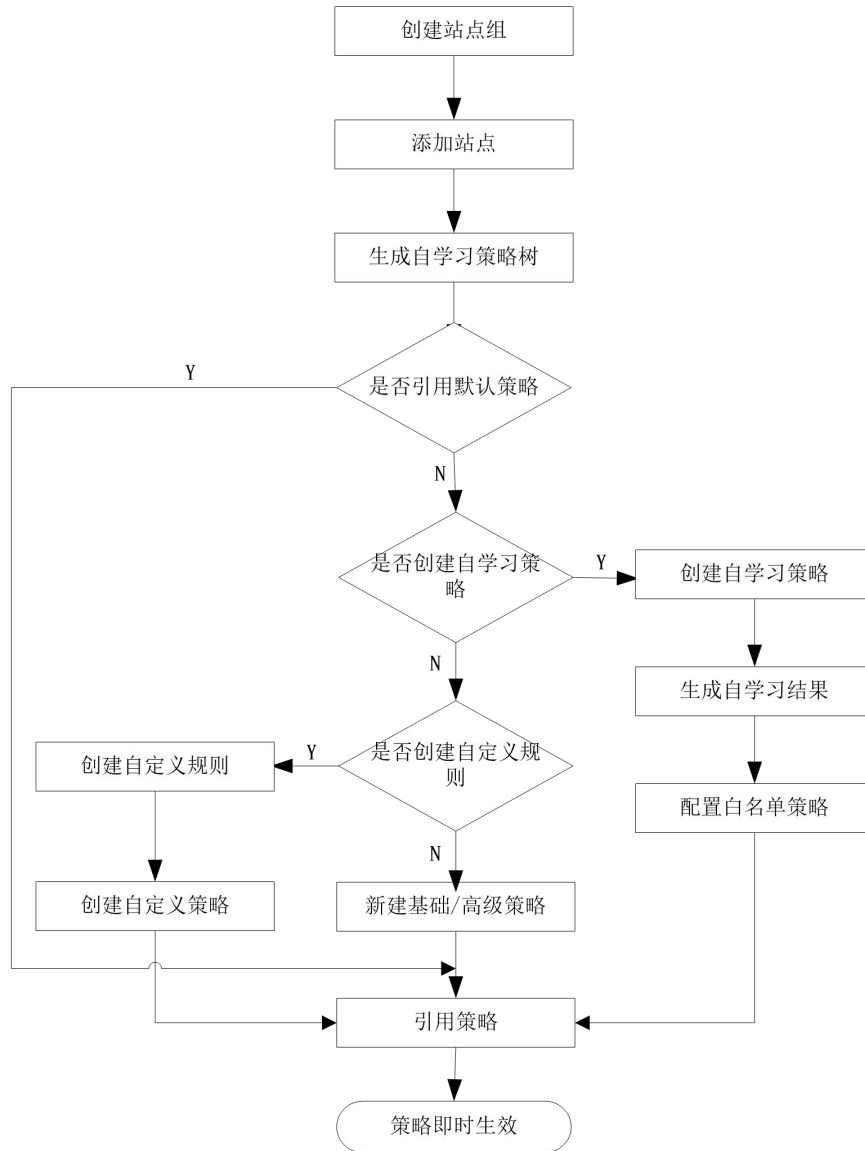 创建站点组
添加站点
生成自学习策略树
Y
是否引用默认策略
N
是否创建自学习策
略
Y
创建自学习策略
N
生成自学习结果
创建自定义规则
Y
是否创建自定义规
则
配置白名单策略
N
创建自定义策略
新建基础/高级策略
引用策略
策略即时生效